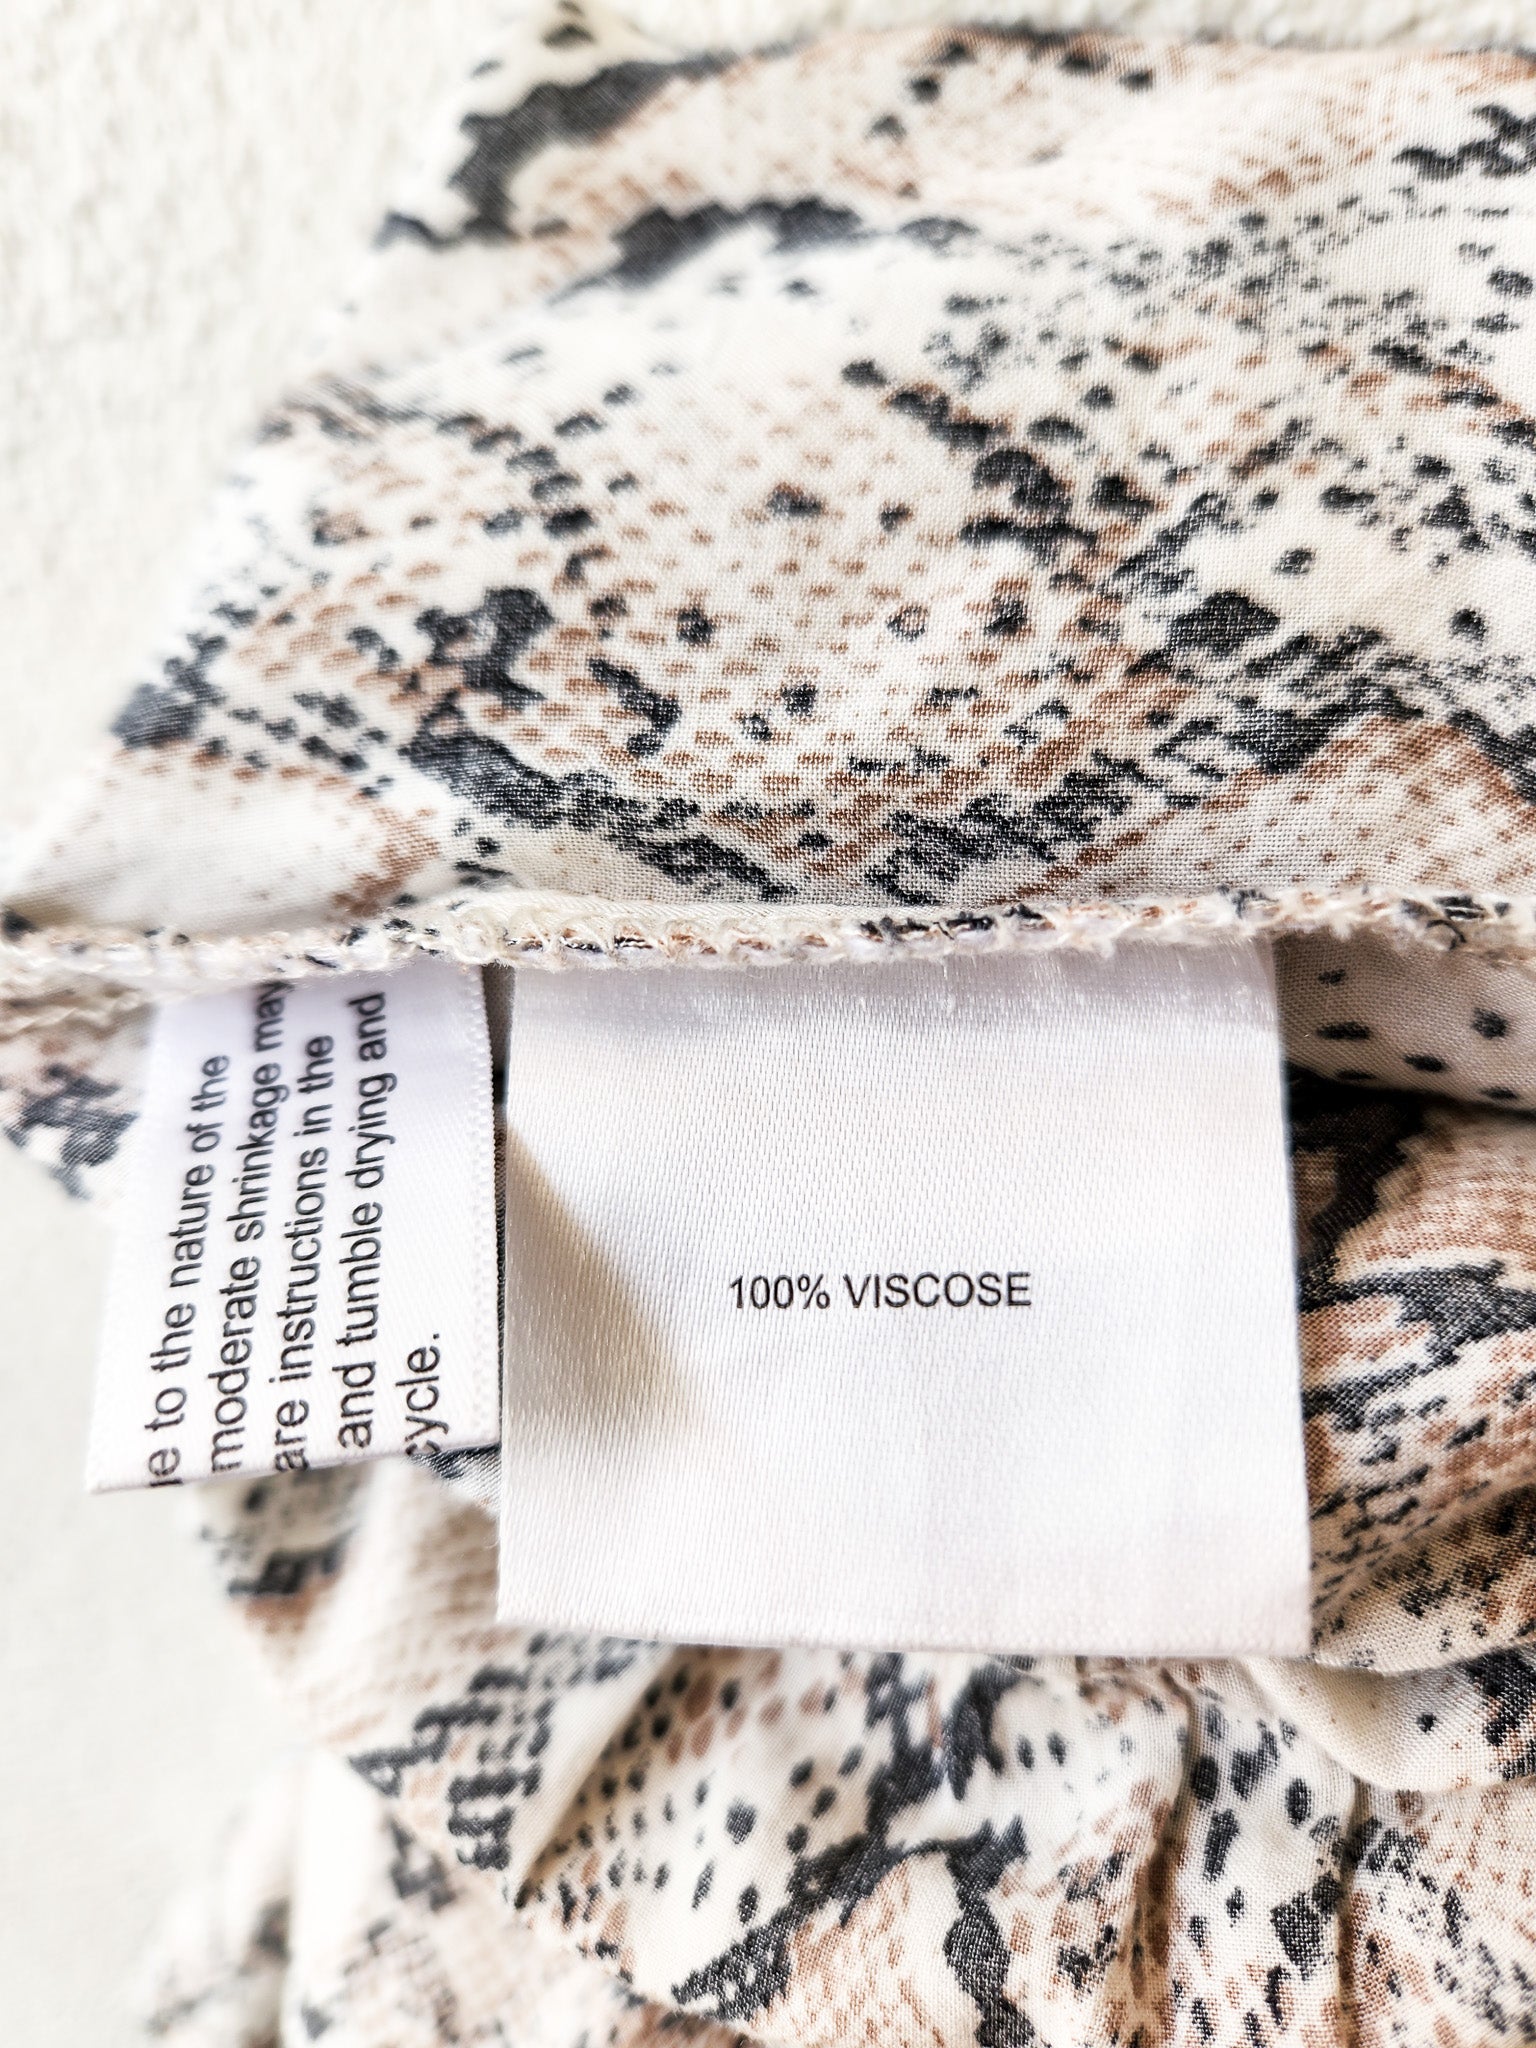 to the nature of the
moderate shrinkage may
are instructions in the
and tumble drying and
cycle.
100% VISCOSE